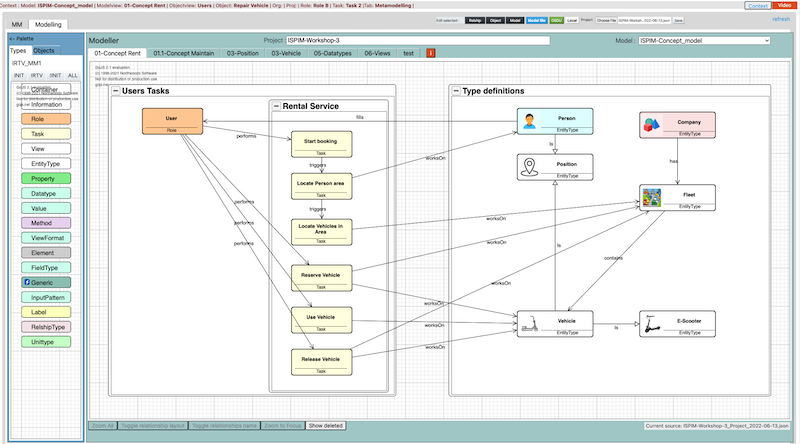 Context : Model: ISPIM-Concept_model | Modelview: 01-Concept Rent | Objectview: Users | Object: Repair Vehicle | Org: | Proj | Role: Role B | Task: Task 2 |Tab: Metamodelling|
Context
Video
MM
Modelling
Edit selected:
Relship
Object
Model
Model file
Local
Project:
Choose File
ISPIM-Worksh...2022-06-13.json
Save
refresh
<- Palette
Types
Objects
IRTV_MM1
INIT
IRTV
!INIT
ALL
Container
Information
Role
Task
View
EntityType
Property
Datatype
Value
Method
ViewFormat
Element
FieldType
Generic
InputPattern
Label
RelshipType
Unittype
Modeller
Project
ISPIM-Workshop-3
Model :
ISPIM-Concept_model
01-Concept Rent
01.1-Concept Maintain
03-Position
03-Vehicle
05-Datatypes
06-Views
test
GoJS 2.1 evaluation
(c) 1998-2021 Northwoods Software
Not for distribution or production use
Users Tasks
User
Role
Rental Service
Start booking
Task
triggers
Locate Person area
Task
triggers
Locate Vehicles in
Area
Task
Reserve Vehicle
Task
Use Vehicle
Task
Release Vehicle
Task
performs
performs
performs
performs
fills
worksOn
worksOn
worksOn
worksOn
worksOn
worksOn
worksOn
Type definitions
Person
EntityType
Is
Position
EntityType
Company
EntityType
has
Fleet
EntityType
Is
contains
Vehicle
EntityType
Is
E-Scooter
EntityType
Zoom All
Toggle relationship layout
Toggle relationships name
Zoom to Focus
Show deleted
Current source: ISPIM-Workshop-3_Project_2022-06-13.json